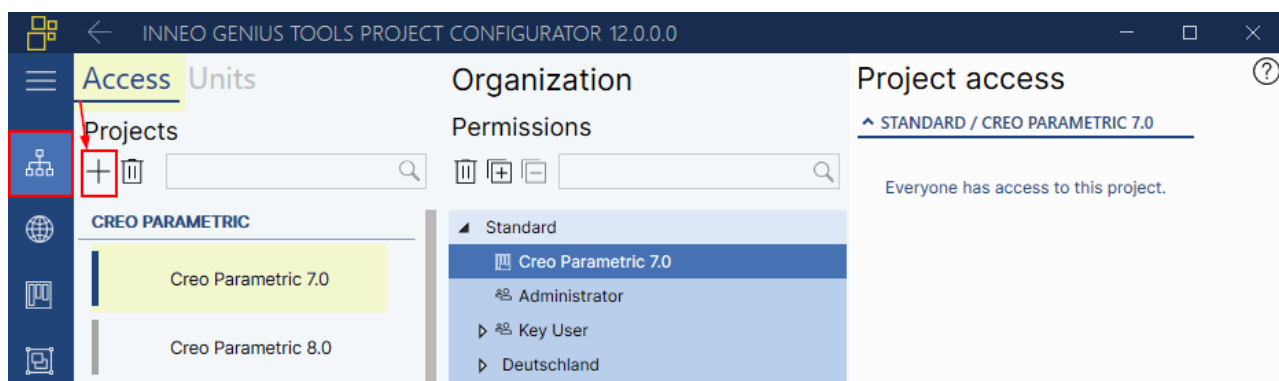 INNEO GENIUS TOOLS PROJECT CONFIGURATOR 12.0.0.0
Access Units
Projects
CREO PARAMETRIC
Creo Parametric 7.0
Creo Parametric 8.0
Organization
Permissions
Standard
Creo Parametric 7.0
Administrator
Key User
Deutschland
Project access
STANDARD / CREO PARAMETRIC 7.0
Everyone has access to this project.